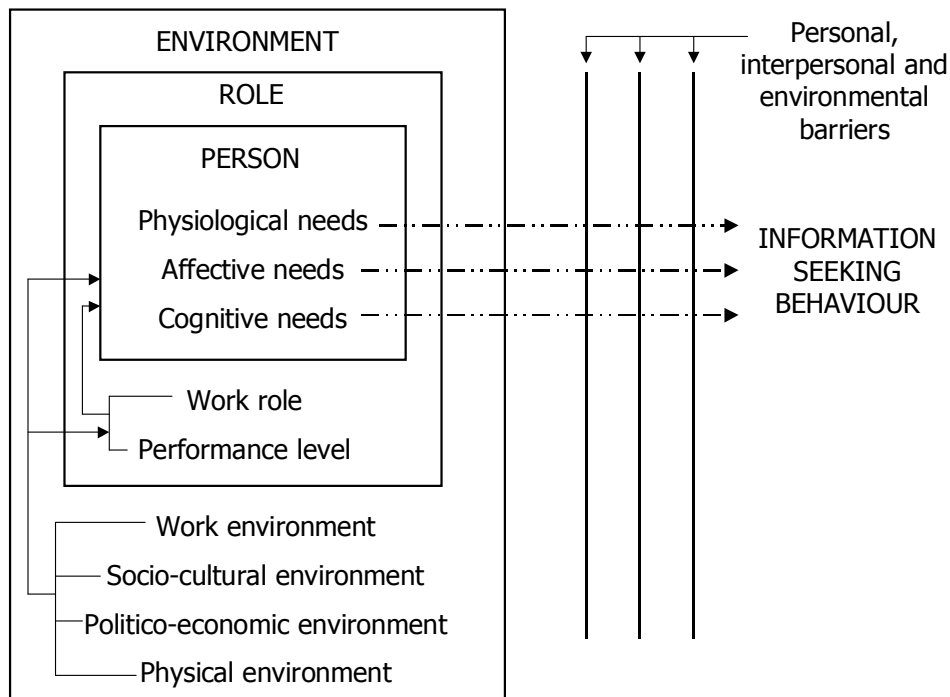 ENVIRONMENT
ROLE
PERSON
Physiological needs
Affective needs
Cognitive needs
Work role
Performance level
Work environment
Socio-cultural environment
Politico-economic environment
Physical environment
Personal,
interpersonal and
environmental
barriers
INFORMATION
SEEKING
BEHAVIOUR